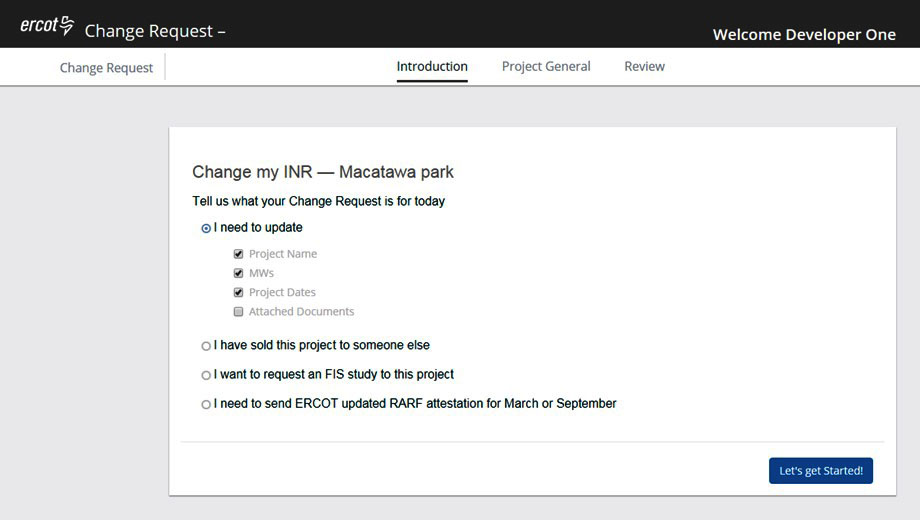 ercot
Change Request –
Welcome Developer One
Change Request
Introduction
Project General
Review
Change my INR — Macatawa park
Tell us what your Change Request is for today
I need to update
Project Name
MWs
Project Dates
Attached Documents
I have sold this project to someone else
I want to request an FIS study to this project
I need to send ERCOT updated RARF attestation for March or September
Let's get Started!